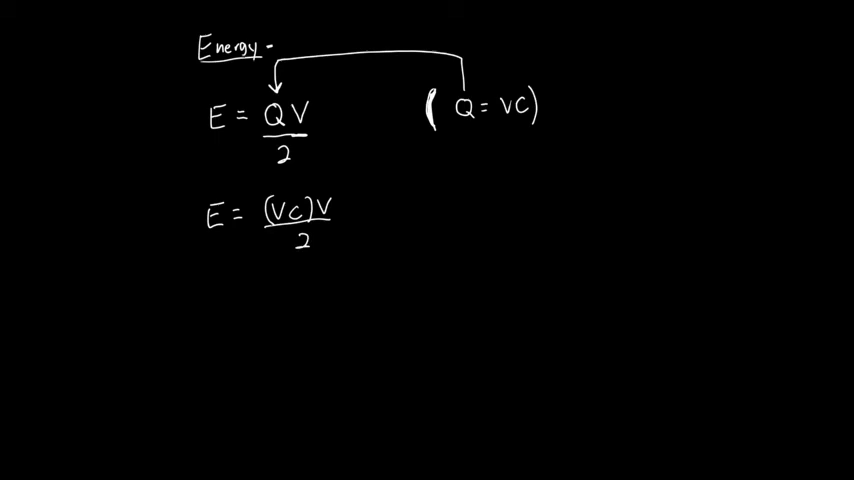 Energy -
E = QV/2 (Q = VC)
E = (VC)V/2